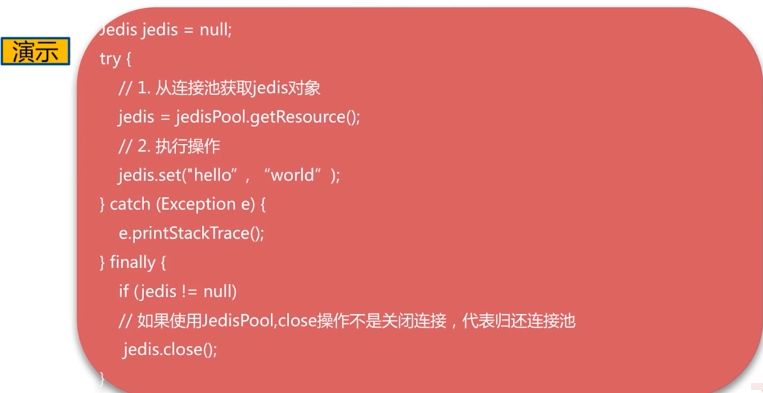 演示
Jedis jedis = null;
try {
// 1. 从连接池获取jedis对象
jedis = jedisPool.getResource();
// 2. 执行操作
jedis.set("hello”, “world”);
} catch (Exception e) {
e.printStackTrace();
} finally {
if (jedis != null)
// 如果使用JedisPool,close操作不是关闭连接，代表归还连接池
jedis.close();
}